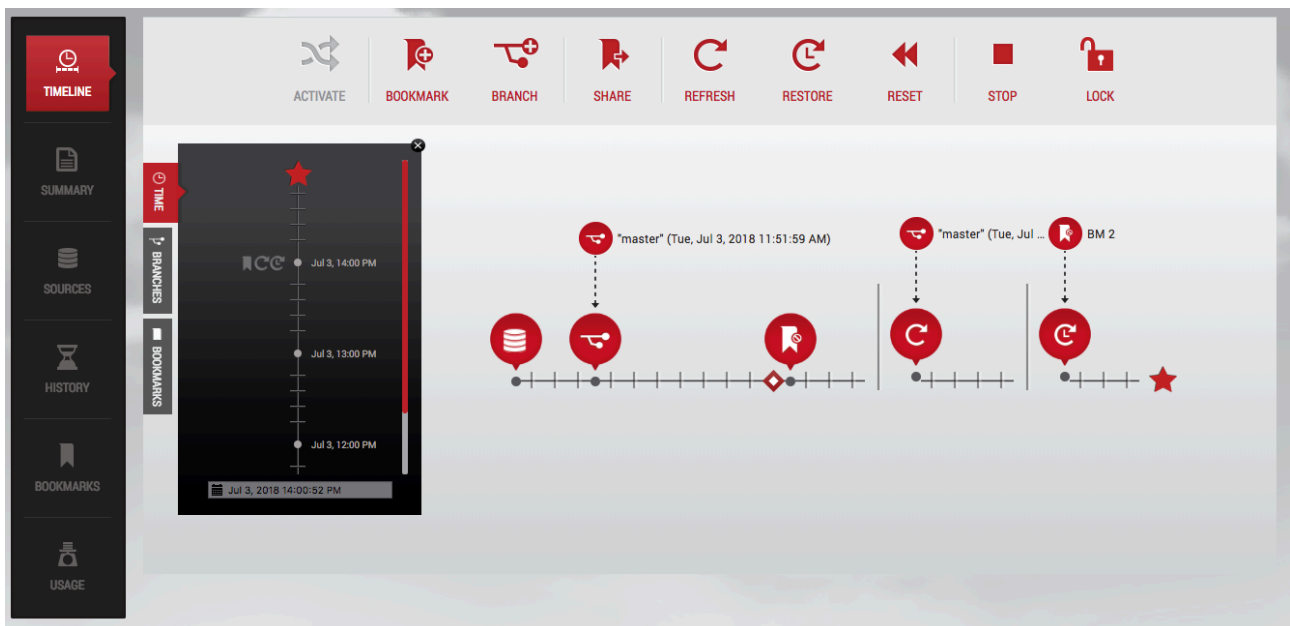 TIMELINE
SUMMARY
SOURCES
HISTORY
BOOKMARKS
USAGE
ACTIVATE
BOOKMARK
BRANCH
SHARE
REFRESH
RESTORE
RESET
STOP
LOCK
TIME
BRANCHES
BOOKMARKS
Jul 3, 14:00 PM
Jul 3, 13:00 PM
Jul 3, 12:00 PM
Jul 3, 2018 14:00:52 PM
"master" (Tue, Jul 3, 2018 11:51:59 AM)
"master" (Tue, Jul ...
BM 2